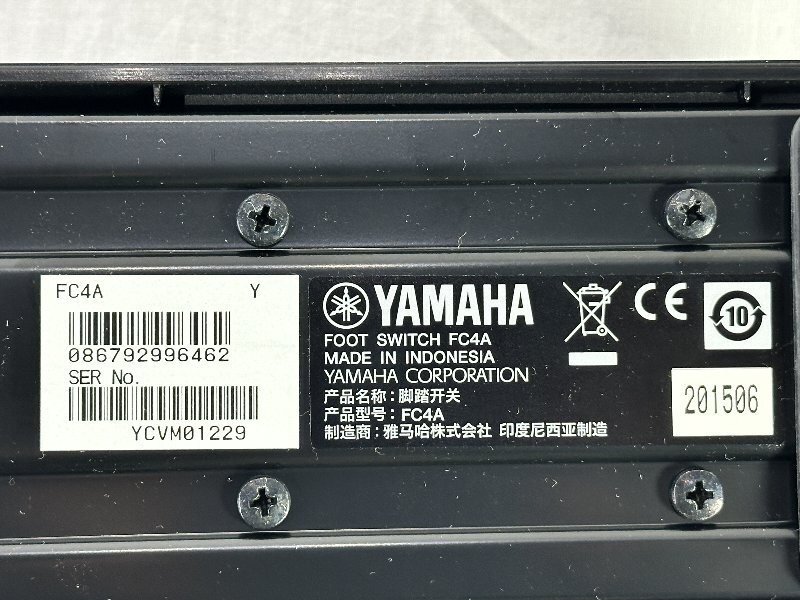 FC4A Y
086792996462
SER No.
YCVM01229
YAMAHA
FOOT SWITCH FC4A
MADE IN INDONESIA
YAMAHA CORPORATION
产品名称：脚踏开关
产品型号：FC4A
制造商：雅马哈株式会社 印度尼西亚制造
CE
10
201506